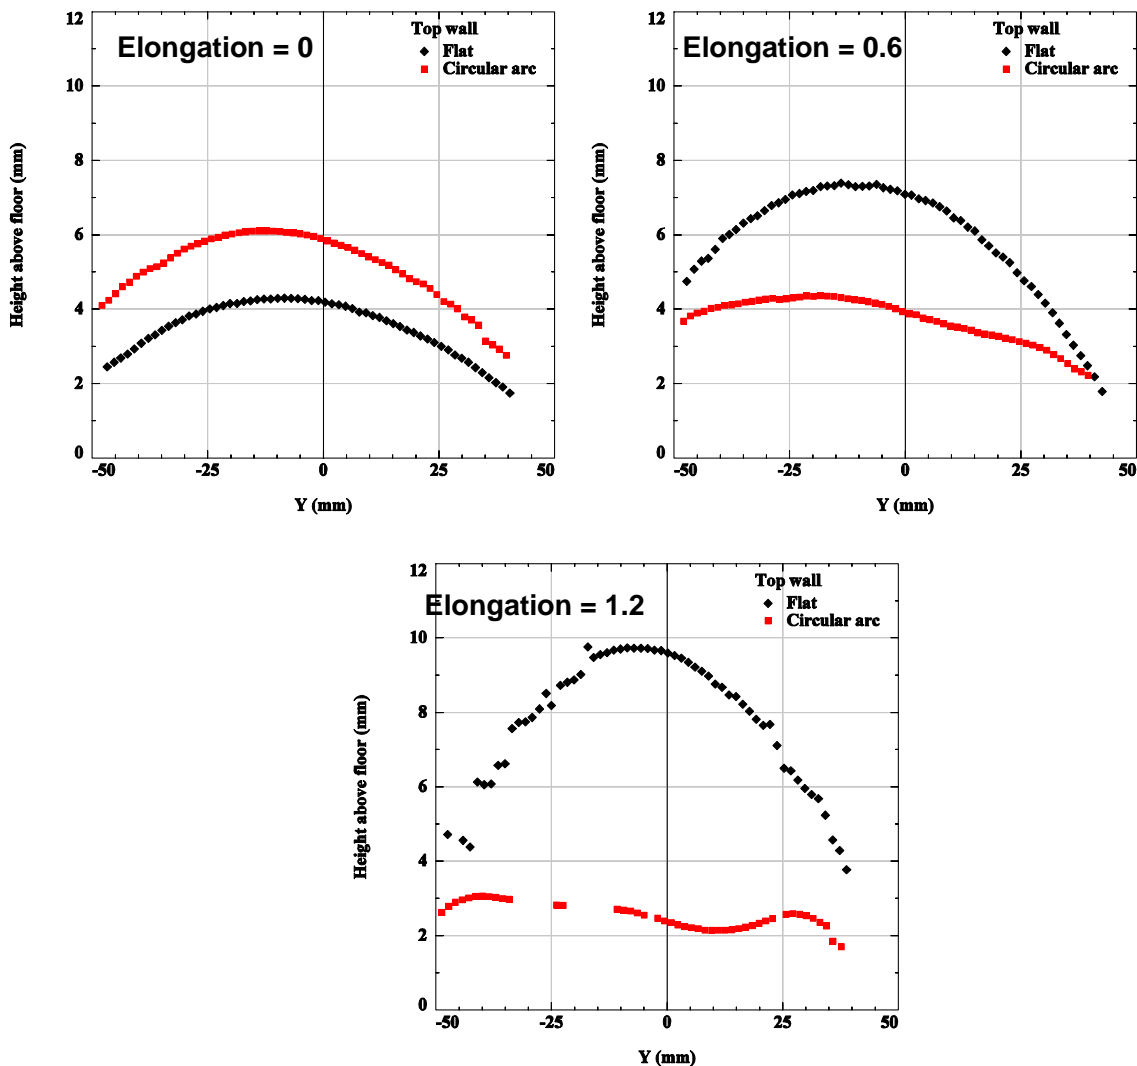 Elongation = 0
Top wall
Flat
Circular arc
12
10
8
6
4
2
0
Height above floor (mm)
-50
-25
0
25
50
Y (mm)
Elongation = 0.6
Top wall
Flat
Circular arc
12
10
8
6
4
2
0
Height above floor (mm)
-50
-25
0
25
50
Y (mm)
Elongation = 1.2
Top wall
Flat
Circular arc
12
10
8
6
4
2
0
Height above floor (mm)
-50
-25
0
25
50
Y (mm)